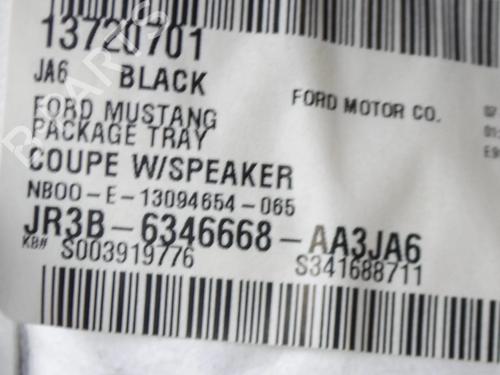 13720701
JA6 BLACK
FORD MOTOR CO.
FORD MUSTANG
PACKAGE TRAY
COUPE W/SPEAKER
NB00-E-13094654-065
JR3B-6346668-AA3JA6
KB# S003919776
S341688711